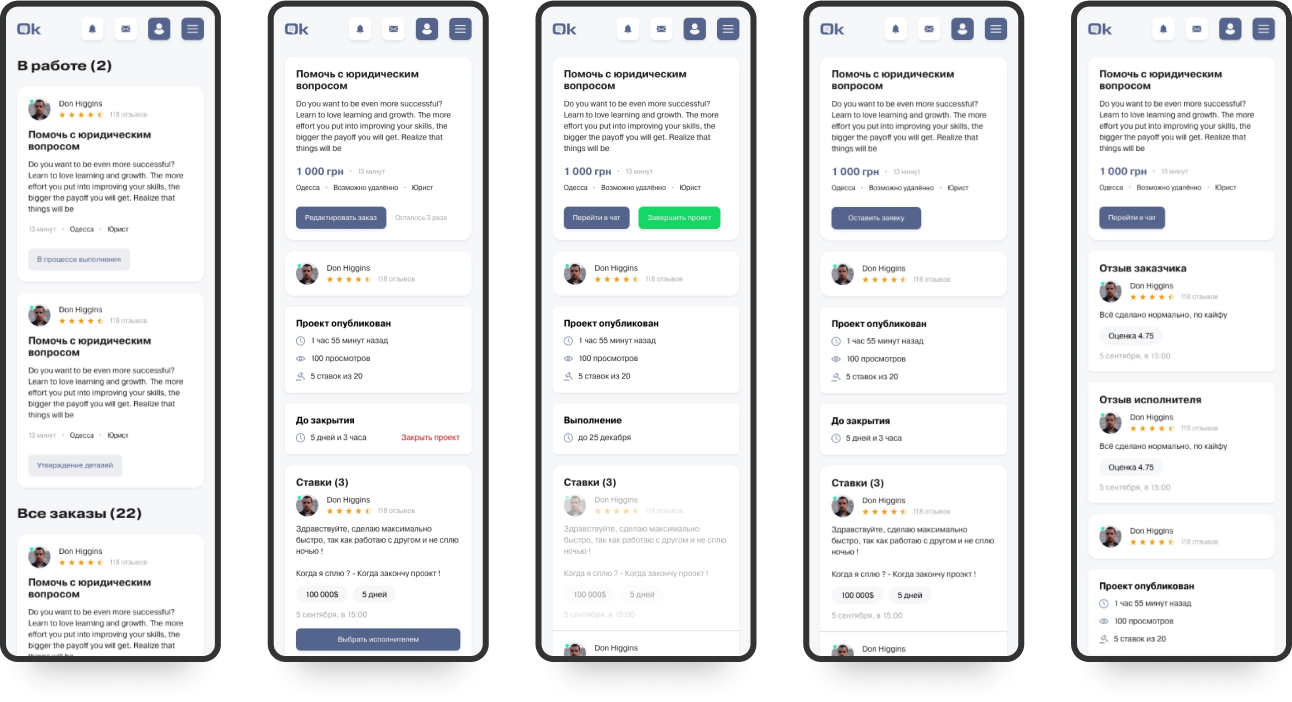 Ok
В работе (2)
Don Higgins
118 отзывов
Помочь с юридическим
вопросом
Do you want to be even more successful?
Learn to love learning and growth. The more
effort you put into improving your skills, the
bigger the payoff you will get. Realize that
things will be
13 минут • Одесса • Юрист
В процессе выполнения
Don Higgins
118 отзывов
Помочь с юридическим
вопросом
Do you want to be even more successful?
Learn to love learning and growth. The more
effort you put into improving your skills, the
bigger the payoff you will get. Realize that
things will be
13 минут • Одесса • Юрист
Утверждение деталей
Все заказы (22)
Don Higgins
118 отзывов
Помочь с юридическим
вопросом
Do you want to be even more successful?
Learn to love learning and growth. The more
effort you put into improving your skills, the
bigger the payoff you will get. Realize that
things will be
Ok
Помочь с юридическим
вопросом
Do you want to be even more successful?
Learn to love learning and growth. The more
effort you put into improving your skills, the
bigger the payoff you will get. Realize that
things will be
1 000 грн • 13 минут
Одесса • Возможно удалённо • Юрист
Редактировать заказ Осталось 3 раза
Don Higgins
118 отзывов
Проект опубликован
1 час 55 минут назад
100 просмотров
5 ставок из 20
До закрытия
5 дней и 3 часа Закрыть проект
Ставки (3)
Don Higgins
118 отзывов
Здравствуйте, сделаю максимально
быстро, так как работаю с другом и не сплю
ночью !
Когда я сплю ? - Когда закончу проэкт !
100 000$ 5 дней
5 сентября, в 15:00
Выбрать исполнителем
Ok
Помочь с юридическим
вопросом
Do you want to be even more successful?
Learn to love learning and growth. The more
effort you put into improving your skills, the
bigger the payoff you will get. Realize that
things will be
1 000 грн • 13 минут
Одесса • Возможно удалённо • Юрист
Перейти в чат Завершить проект
Don Higgins
118 отзывов
Проект опубликован
1 час 55 минут назад
100 просмотров
5 ставок из 20
Выполнение
до 25 декабря
Ставки (3)
Don Higgins
118 отзывов
Здравствуйте, сделаю максимально
быстро, так как работаю с другом и не сплю
ночью !
Когда я сплю ? - Когда закончу проэкт !
100 000$ 5 дней
5 сентября, в 15:00
Don Higgins
Ok
Помочь с юридическим
вопросом
Do you want to be even more successful?
Learn to love learning and growth. The more
effort you put into improving your skills, the
bigger the payoff you will get. Realize that
things will be
1 000 грн • 13 минут
Одесса • Возможно удалённо • Юрист
Оставить заявку
Don Higgins
118 отзывов
Проект опубликован
1 час 55 минут назад
100 просмотров
5 ставок из 20
До закрытия
5 дней и 3 часа
Ставки (3)
Don Higgins
118 отзывов
Здравствуйте, сделаю максимально
быстро, так как работаю с другом и не сплю
ночью !
Когда я сплю ? - Когда закончу проэкт !
100 000$ 5 дней
5 сентября, в 15:00
Don Higgins
Ok
Помочь с юридическим
вопросом
Do you want to be even more successful?
Learn to love learning and growth. The more
effort you put into improving your skills, the
bigger the payoff you will get. Realize that
things will be
1 000 грн • 13 минут
Одесса • Возможно удалённо • Юрист
Перейти в чат
Отзыв заказчика
Don Higgins
118 отзывов
Всё сделано нормально, по кайфу
Оценка 4.75
5 сентября, в 15:00
Отзыв исполнителя
Don Higgins
118 отзывов
Всё сделано нормально, по кайфу
Оценка 4.75
5 сентября, в 15:00
Don Higgins
118 отзывов
Проект опубликован
1 час 55 минут назад
100 просмотров
5 ставок из 20